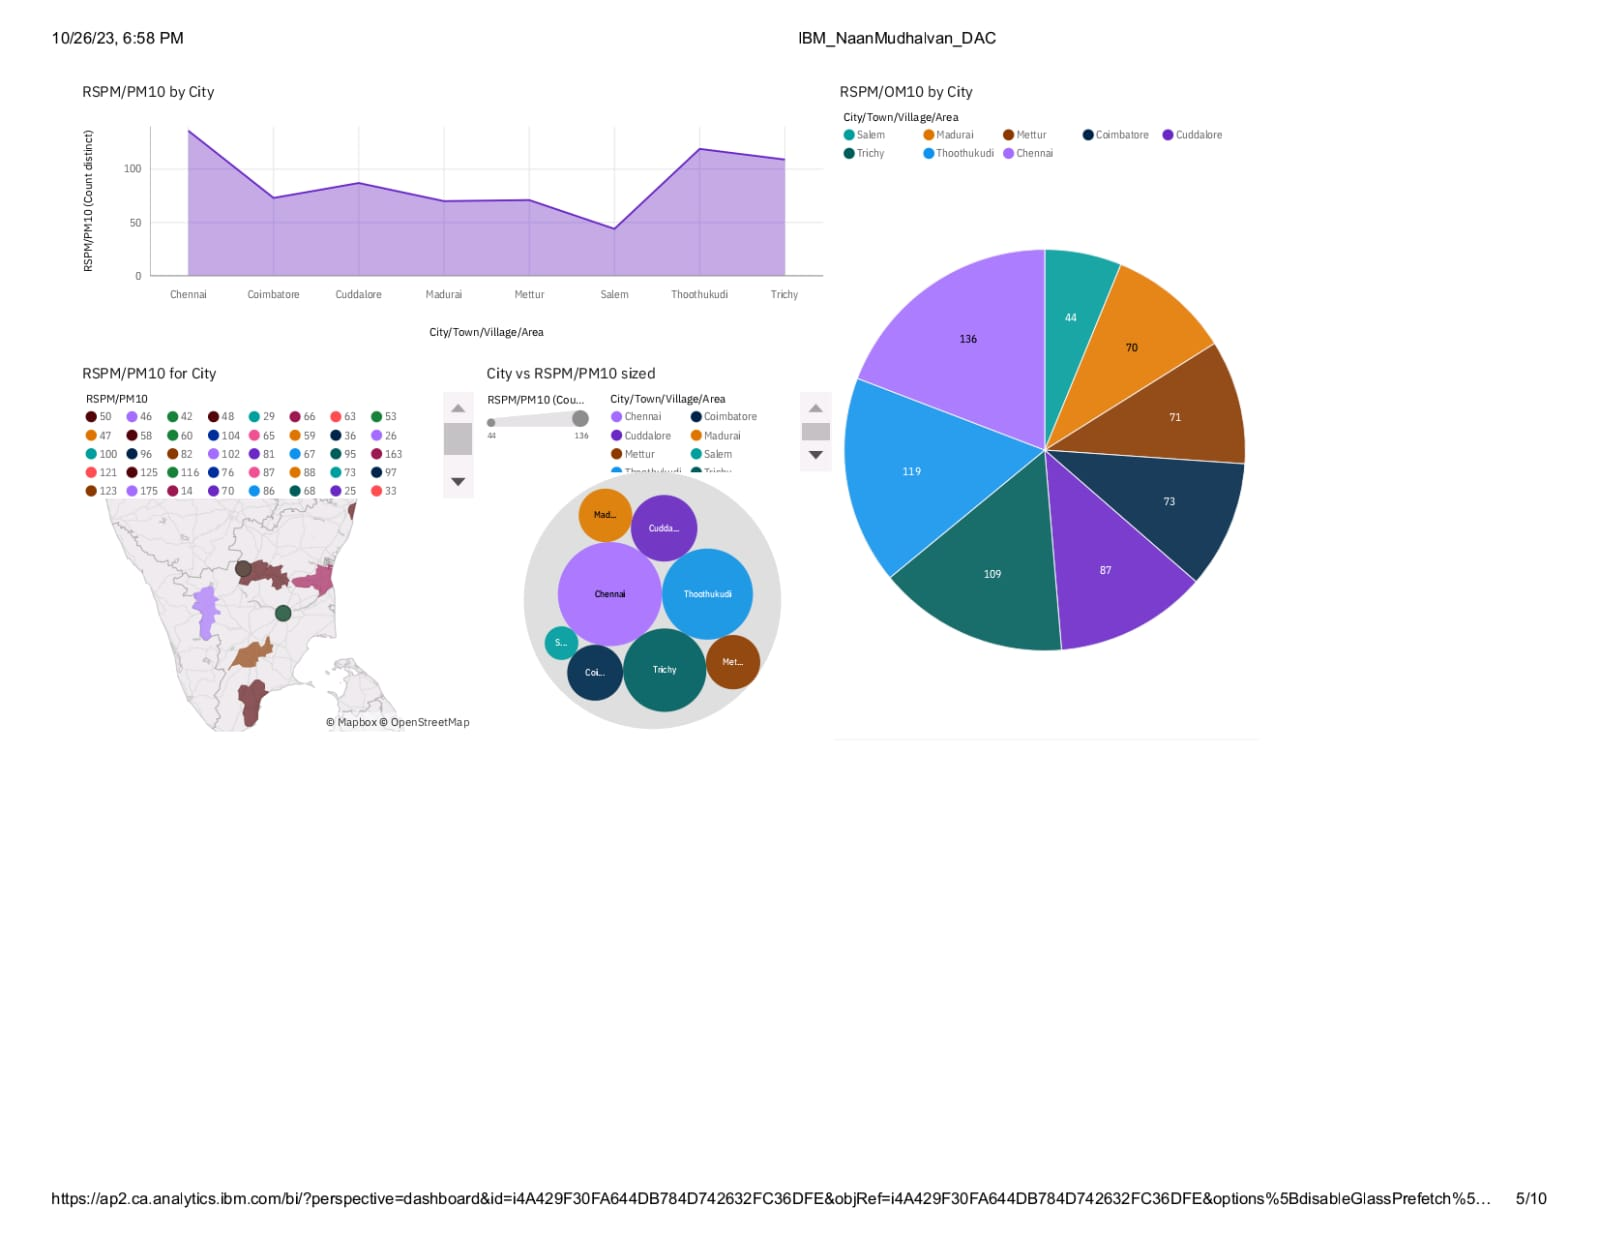 10/26/23, 6:58 PM
IBM_NaanMudhalvan_DAC
RSPM/PM10 by City
RSPM/PM10 (Count distinct)
100
50
0
Chennai Coimbatore Cuddalore Madurai Mettur Salem Thoothukudi Trichy
City/Town/Village/Area
RSPM/PM10 for City
RSPM/PM10
50 46 42 48 29 66 63 53
47 58 60 104 65 59 36 26
100 96 82 102 81 67 95 163
121 125 116 76 87 88 73 97
123 175 14 70 86 68 25 33
© Mapbox © OpenStreetMap
City vs RSPM/PM10 sized
RSPM/PM10 (Cou...
44 136
City/Town/Village/Area
Chennai Coimbatore
Cuddalore Madurai
Mettur Salem
Thoothukudi Trichy
Mad...
Cudda...
Chennai
Thoothukudi
S...
Coi...
Trichy
Met...
RSPM/OM10 by City
City/Town/Village/Area
Salem Madurai Mettur Coimbatore Cuddalore
Trichy Thoothukudi Chennai
44
70
71
73
87
109
119
136
https://ap2.ca.analytics.ibm.com/bi/?perspective=dashboard&id=i4A429F30FA644DB784D742632FC36DFE&objRef=i4A429F30FA644DB784D742632FC36DFE&options%5BdisableGlassPrefetch%5... 5/10